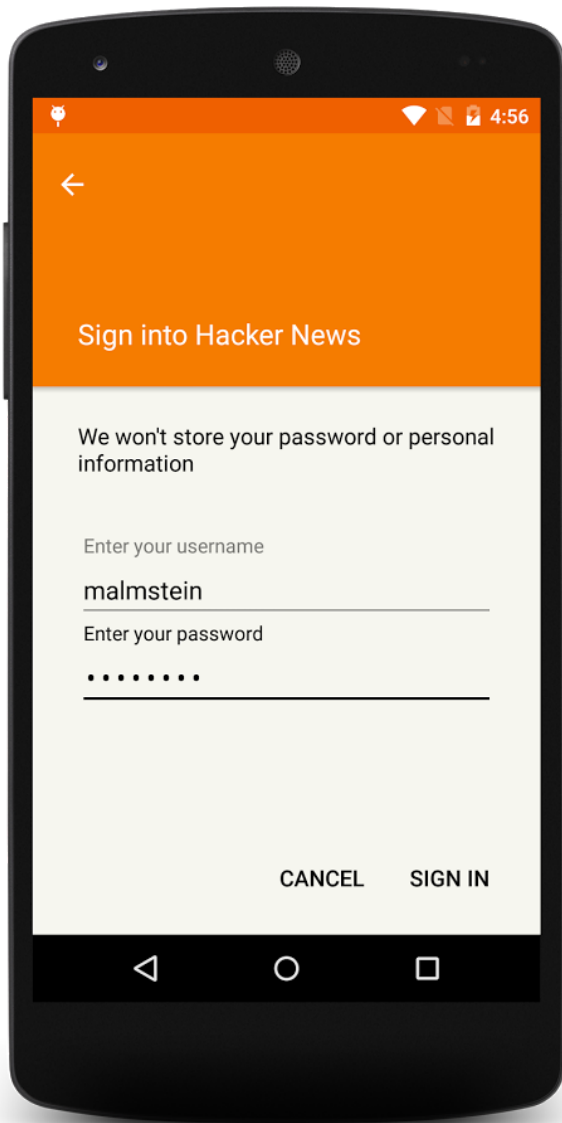 4:56
Sign into Hacker News
We won't store your password or personal
information
Enter your username
malmstein
Enter your password
••••••••
CANCEL SIGN IN